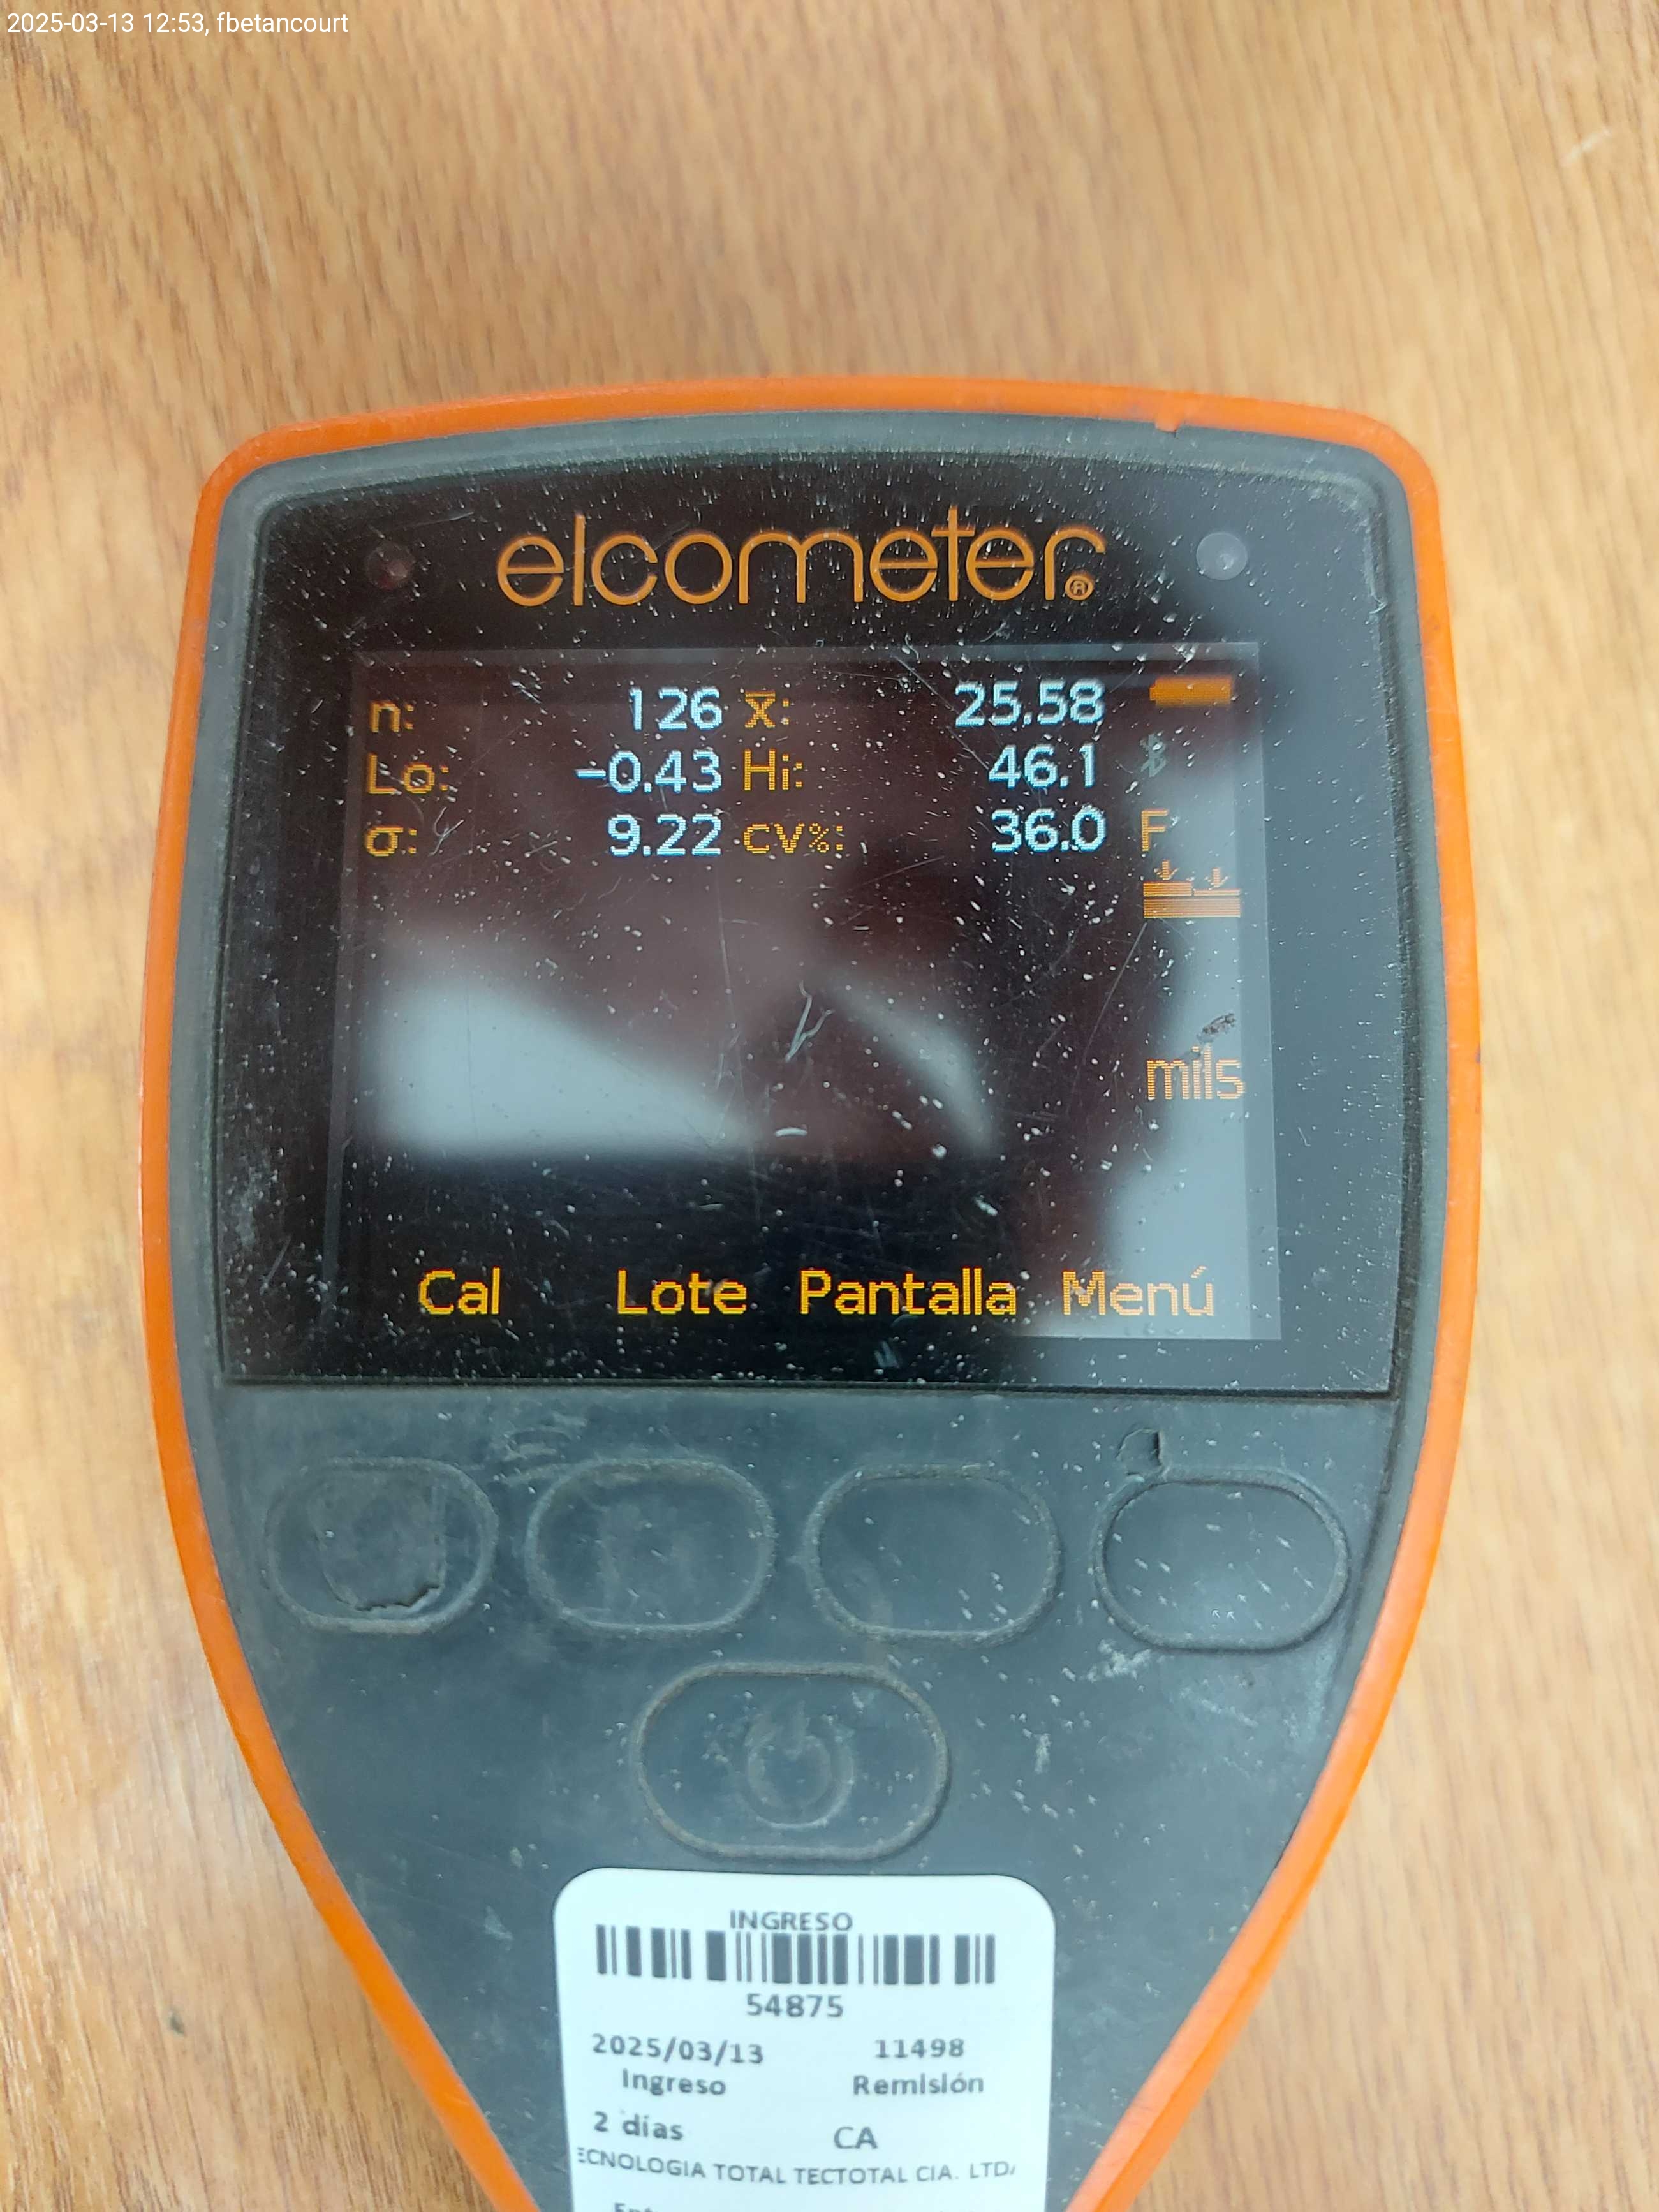 2025-03-13 12:53, fbetancourt
elcometer®
n: 126 x̅: 25.58
Lo: -0.43 Hi: 46.1
σ: 9.22 CV%: 36.0 F
mils
Cal Lote Pantalla Menú
INGRESO
54875
2025/03/13 11498
Ingreso Remisión
2 días CA
ECNOLOGIA TOTAL TECTOTAL CIA. LTDA